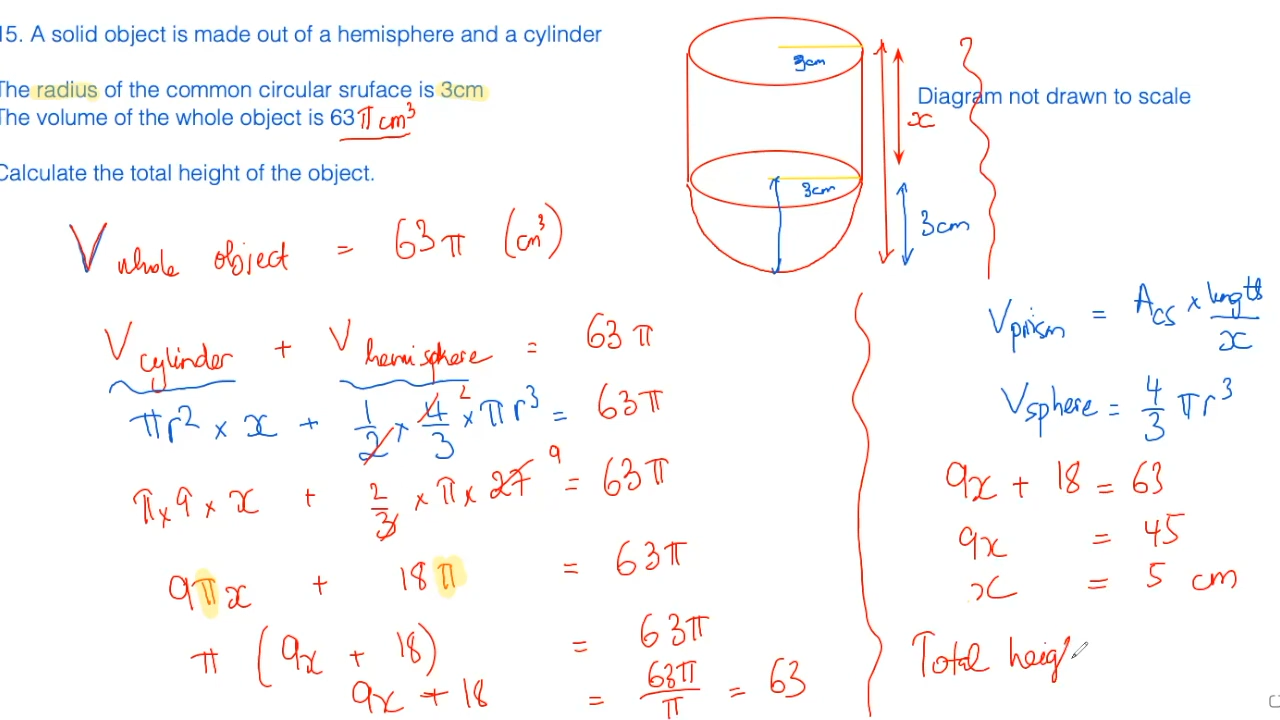 15. A solid object is made out of a hemisphere and a cylinder
The radius of the common circular sruface is 3cm
The volume of the whole object is 63π cm³
Calculate the total height of the object.
3cm
x
Diagram not drawn to scale
3cm
3cm
V whole object = 63π (cm³)
V cylinder + V hemisphere = 63π
πr² × x + 1/2 × 4/3 2 × πr³ = 63π
π × 9 × x + 2/3 × π × 27 9 = 63π
9πx + 18π = 63π
π (9x + 18) = 63π
9x + 18 = 63π/π = 63
V prism = A cs × length
x
V sphere = 4/3 πr³
9x + 18 = 63
9x = 45
x = 5 cm
Total heig